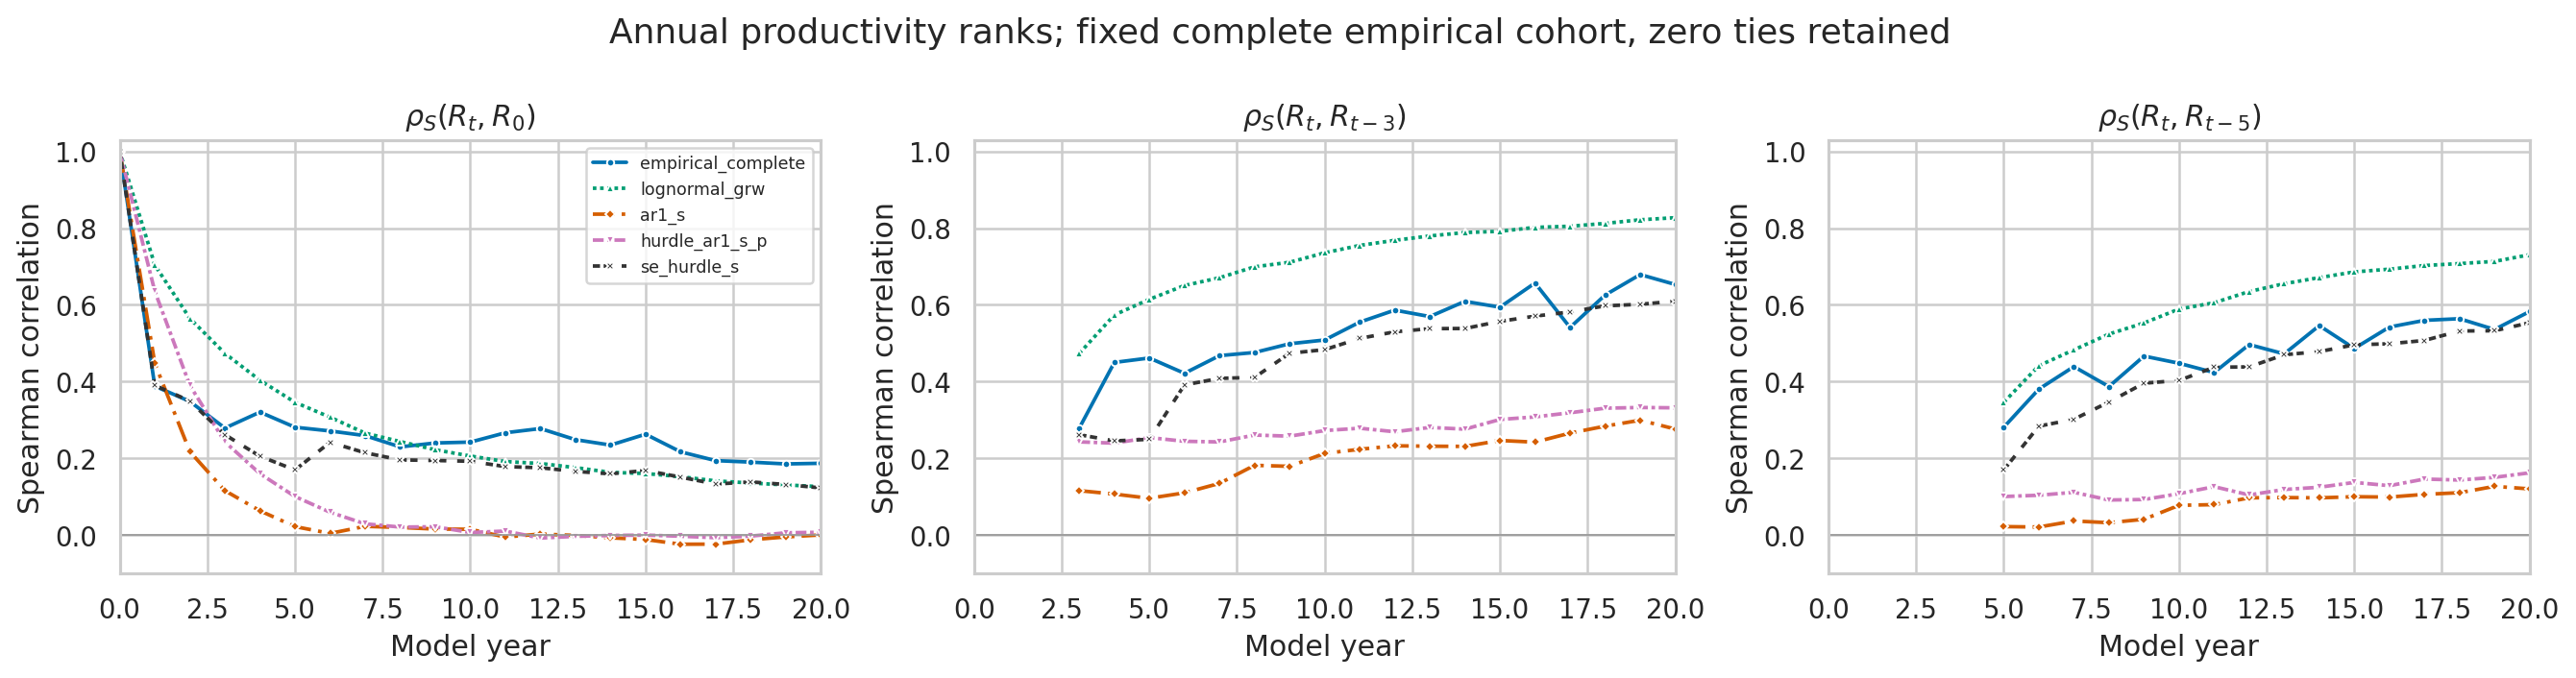 Annual productivity ranks; fixed complete empirical cohort, zero ties retained
ρS(Rt, R0)
Spearman correlation
1.0
0.8
0.6
0.4
0.2
0.0
0.0 2.5 5.0 7.5 10.0 12.5 15.0 17.5 20.0
Model year
empirical_complete
lognormal_grw
ar1_s
hurdle_ar1_s_p
se_hurdle_s
ρS(Rt, Rt−3)
Spearman correlation
1.0
0.8
0.6
0.4
0.2
0.0
0.0 2.5 5.0 7.5 10.0 12.5 15.0 17.5 20.0
Model year
ρS(Rt, Rt−5)
Spearman correlation
1.0
0.8
0.6
0.4
0.2
0.0
0.0 2.5 5.0 7.5 10.0 12.5 15.0 17.5 20.0
Model year